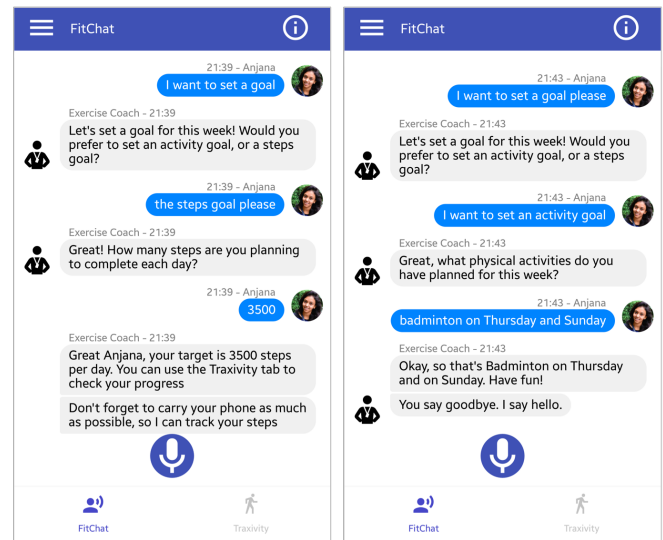 FitChat
21:39 - Anjana
I want to set a goal
Exercise Coach - 21:39
Let's set a goal for this week! Would you
prefer to set an activity goal, or a steps
goal?
21:39 - Anjana
the steps goal please
Exercise Coach - 21:39
Great! How many steps are you planning
to complete each day?
21:39 - Anjana
3500
Exercise Coach - 21:39
Great Anjana, your target is 3500 steps
per day. You can use the Traxivity tab to
check your progress
Don't forget to carry your phone as much
as possible, so I can track your steps
FitChat
Traxivity
FitChat
21:43 - Anjana
I want to set a goal please
Exercise Coach - 21:43
Let's set a goal for this week! Would you
prefer to set an activity goal, or a steps
goal?
21:43 - Anjana
I want to set an activity goal
Exercise Coach - 21:43
Great, what physical activities do you
have planned for this week?
21:43 - Anjana
badminton on Thursday and Sunday
Exercise Coach - 21:43
Okay, so that's Badminton on Thursday
and on Sunday. Have fun!
You say goodbye. I say hello.
FitChat
Traxivity